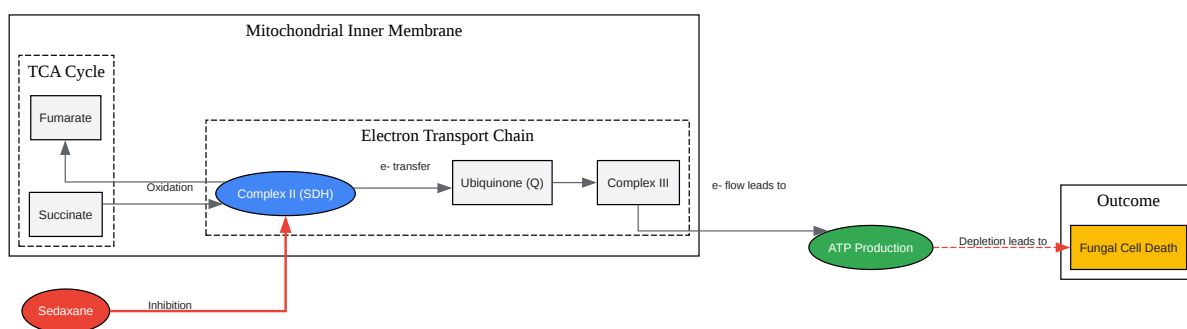 Mitochondrial Inner Membrane
TCA Cycle
Fumarate
Electron Transport Chain
e- transfer
Oxidation
Complex II (SDH)
Ubiquinone (Q)
Complex III
e- flow leads to
Succinate
Outcome
ATP Production
Depletion leads to
Fungal Cell Death
Sedaxane
Inhibition